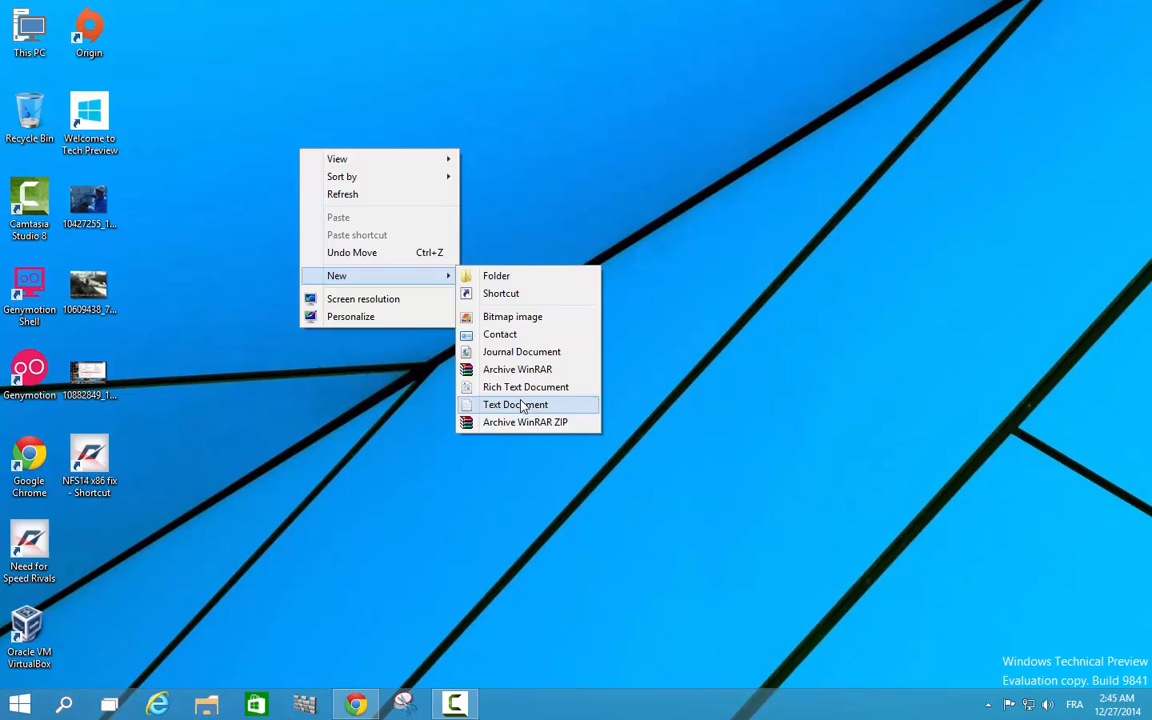 This PC
Origin
Recycle Bin
Welcome to
Tech Preview
Camtasia
Studio 8
10427255_1...
Genymotion
Shell
10609438_7...
Genymotion
10882849_1...
Google
Chrome
NFS14 x86 fix
- Shortcut
Need for
Speed Rivals
Oracle VM
VirtualBox
View
Sort by
Refresh
Paste
Paste shortcut
Undo Move Ctrl+Z
New
Screen resolution
Personalize
Folder
Shortcut
Bitmap image
Contact
Journal Document
Archive WinRAR
Rich Text Document
Text Document
Archive WinRAR ZIP
Windows Technical Preview
Evaluation copy. Build 9841
FRA
2:45 AM
12/27/2014